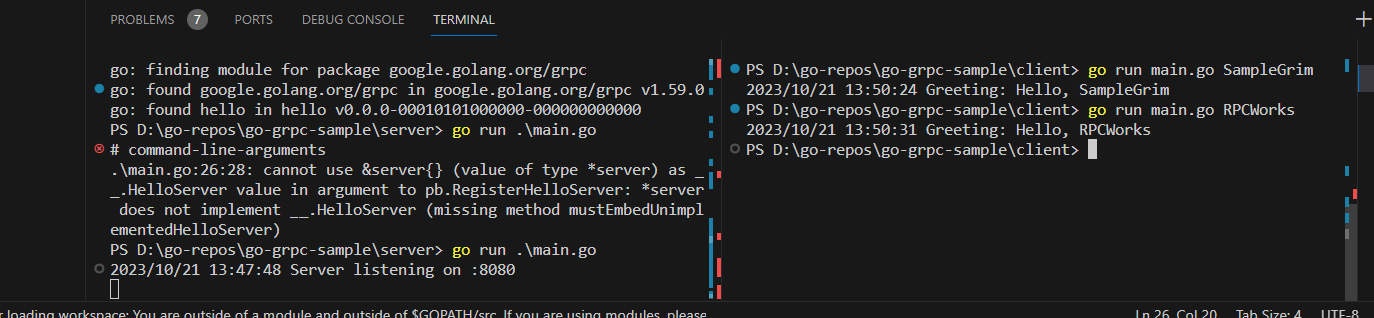 PROBLEMS 7 PORTS DEBUG CONSOLE TERMINAL
go: finding module for package google.golang.org/grpc
go: found google.golang.org/grpc in google.golang.org/grpc v1.59.0
go: found hello in hello v0.0.0-00010101000000-000000000000
PS D:\go-repos\go-grpc-sample\server> go run .\main.go
# command-line-arguments
.\main.go:26:28: cannot use &server{} (value of type *server) as _
_.HelloServer value in argument to pb.RegisterHelloServer: *server
does not implement __.HelloServer (missing method mustEmbedUnimpl
ementedHelloServer)
PS D:\go-repos\go-grpc-sample\server> go run .\main.go
2023/10/21 13:47:48 Server listening on :8080
PS D:\go-repos\go-grpc-sample\client> go run main.go SampleGrim
2023/10/21 13:50:24 Greeting: Hello, SampleGrim
PS D:\go-repos\go-grpc-sample\client> go run main.go RPCWorks
2023/10/21 13:50:31 Greeting: Hello, RPCWorks
PS D:\go-repos\go-grpc-sample\client>
loading workspace: You are outside of a module and outside of $GOPATH/src. If you are using modules, please
Ln 26, Col 20 Tab Size: 4 UTF-8